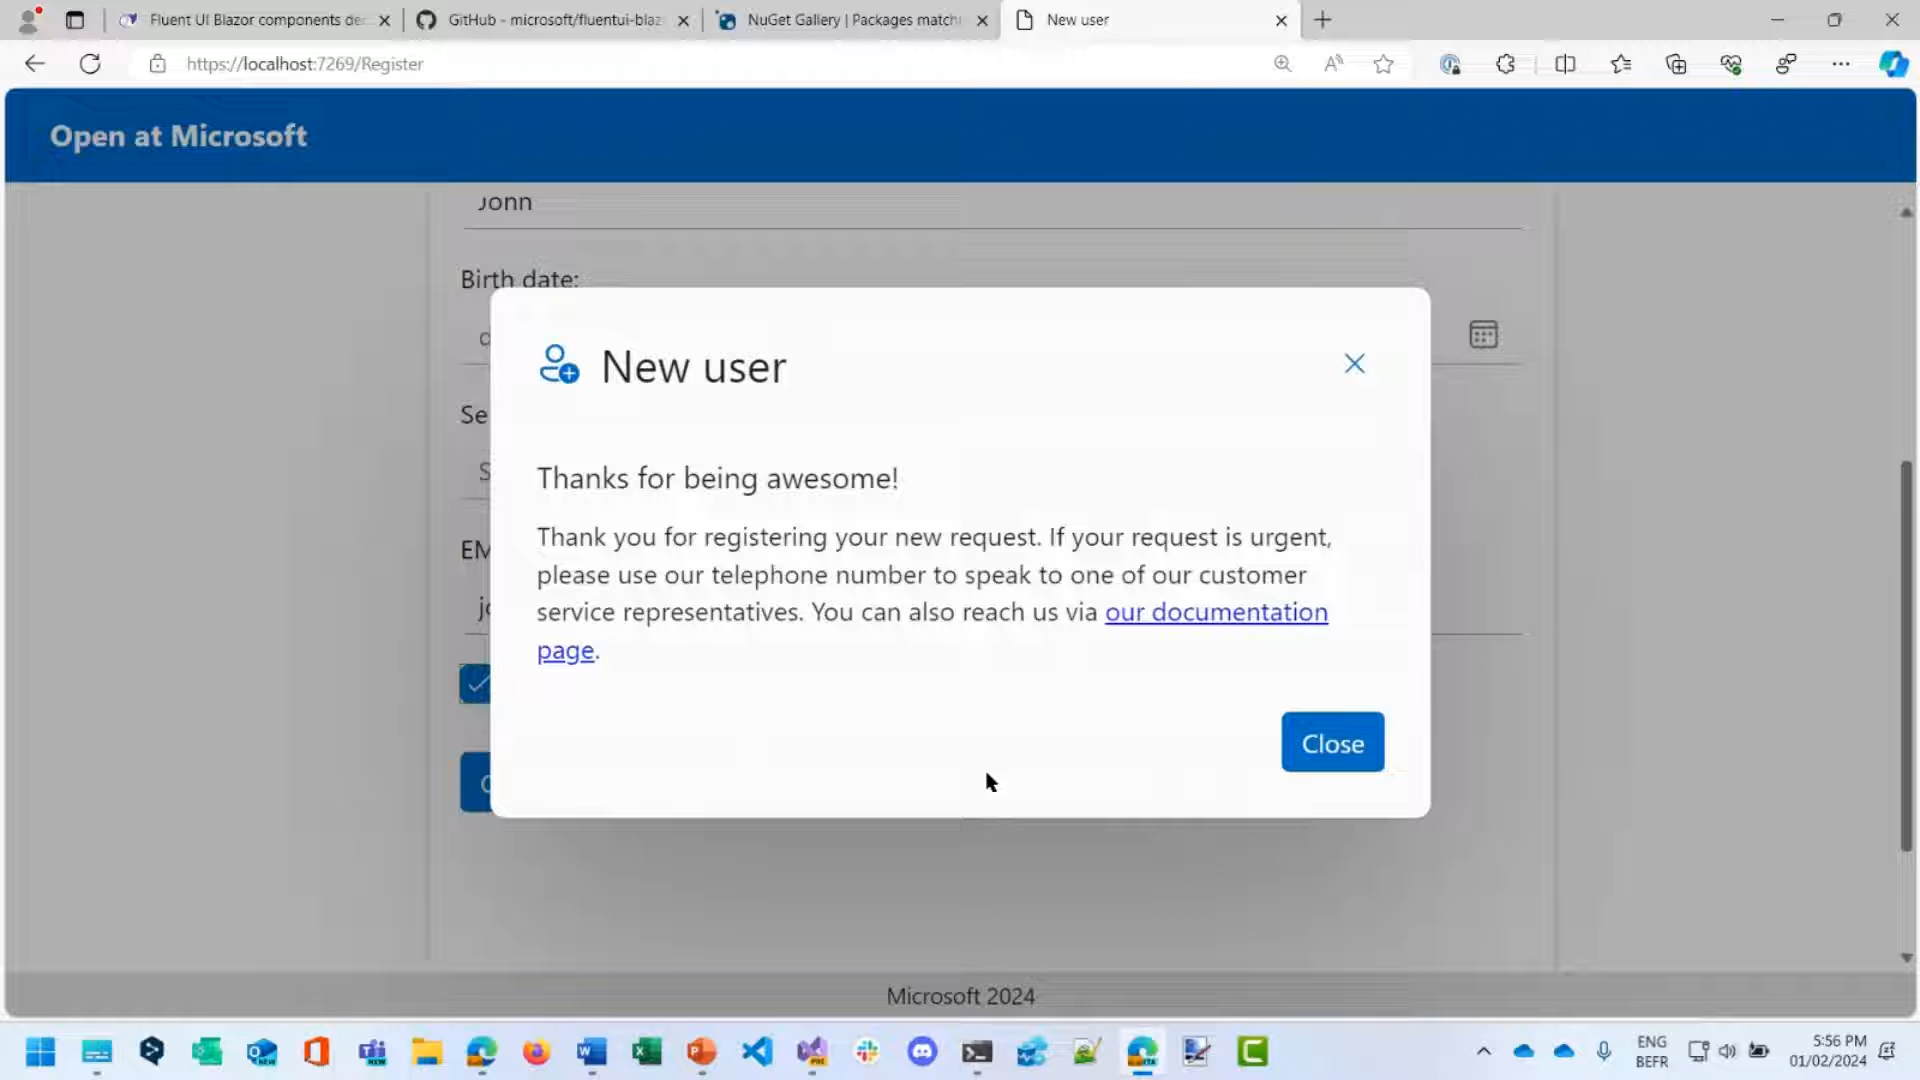 Fluent UI Blazor components de
GitHub - microsoft/fluentui-blaz
NuGet Gallery | Packages match
New user
https://localhost:7269/Register
Open at Microsoft
John
Birth date:
d
New user
Se
S
Thanks for being awesome!
Thank you for registering your new request. If your request is urgent,
please use our telephone number to speak to one of our customer
service representatives. You can also reach us via our documentation
page.
EM
jo
Close
Microsoft 2024
ENG
BEFR
5:56 PM
01/02/2024